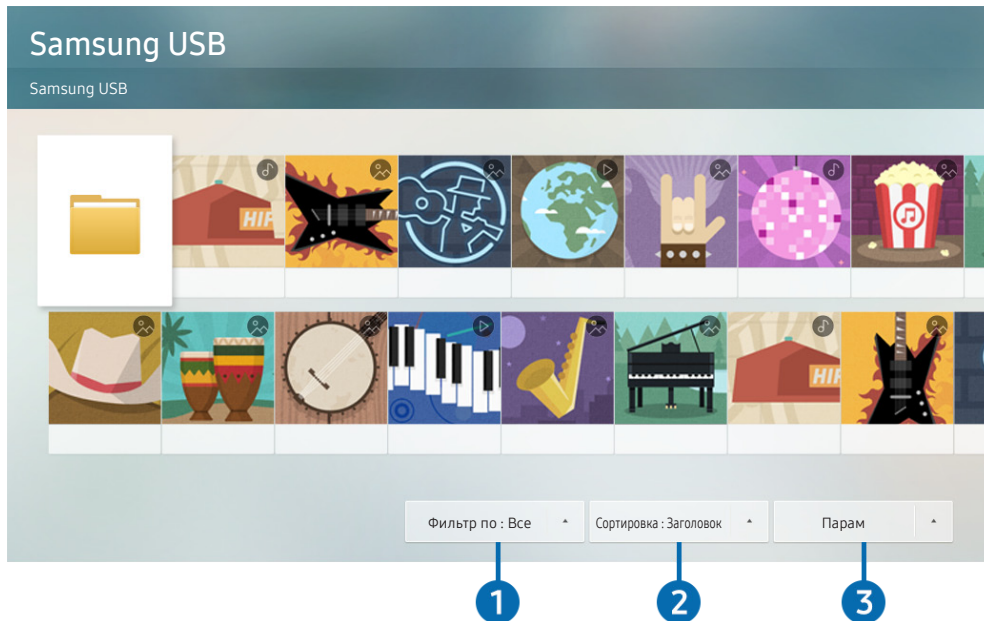 Samsung USB
Samsung USB
HIP
HIP
Фильтр по : Все
Сортировка : Заголовок
Парам
1
2
3